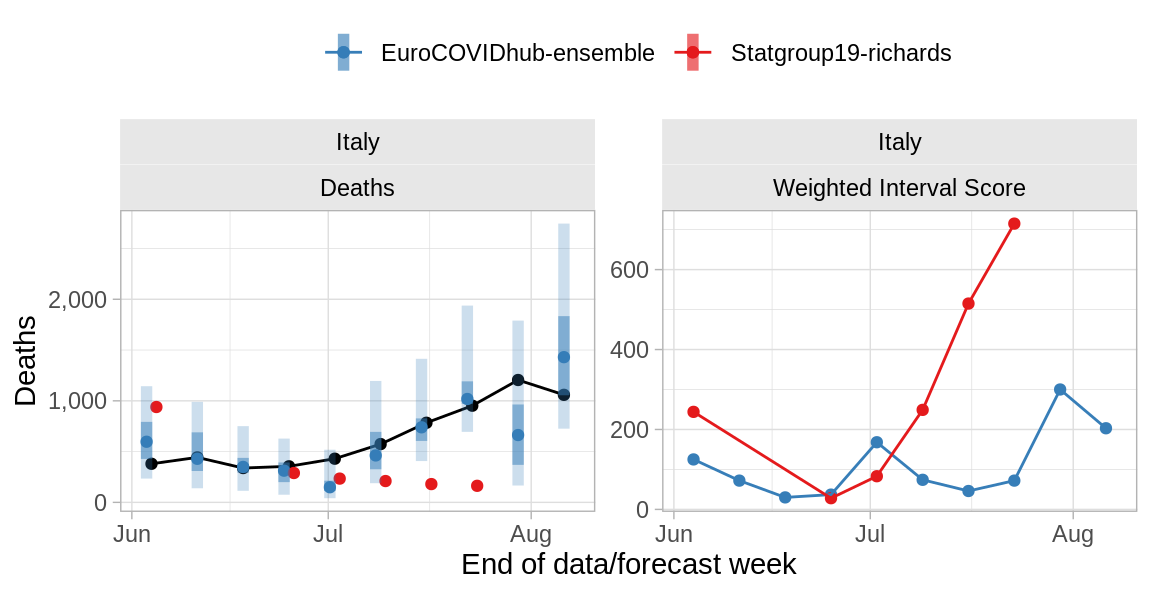 EuroCOVIDhub-ensemble Statgroup19-richards
Italy
Deaths
Italy
Weighted Interval Score
Deaths
2,000
1,000
0
Jun Jul Aug
600
400
200
0
Jun Jul Aug
End of data/forecast week